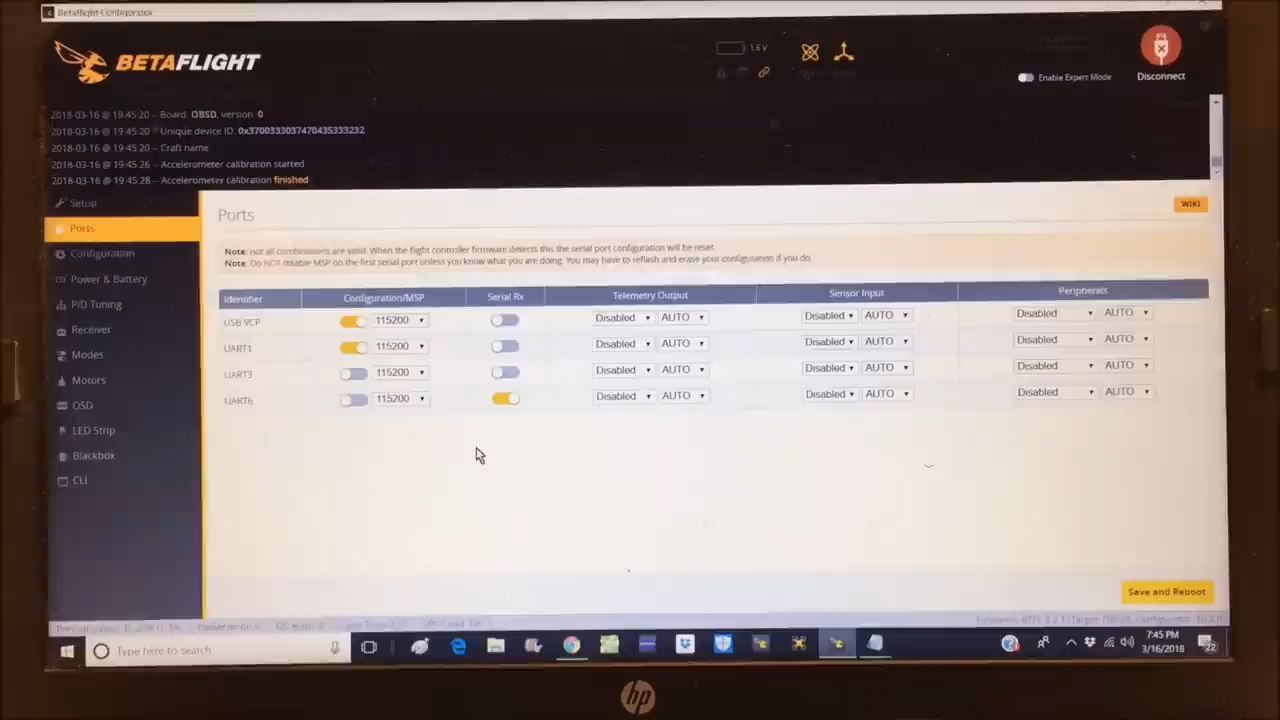 Betaflight Configurator
BETAFLIGHT
1.6 V
Enable Expert Mode
Disconnect
2018-03-16 @ 19:45:20 -- Board: OBSD, version 0
2018-03-16 @ 19:45:20 -- Unique device ID: 0x3700333037470435333232
2018-03-16 @ 19:45:20 -- Craft name
2018-03-16 @ 19:45:26 -- Accelerometer calibration started
2018-03-16 @ 19:45:28 -- Accelerometer calibration finished
Setup
Ports
Configuration
Power & Battery
PID Tuning
Receiver
Modes
Motors
OSD
LED Strip
Blackbox
CLI
Ports
WIKI
Note: not all combinations are valid. When the flight controller firmware detects this the serial port configuration will be reset.
Note: Do NOT disable MSP on the first serial port unless you know what you are doing. You may have to reflash and erase your configuration if you do.
Identifier Configuration/MSP Serial Rx Telemetry Output Sensor Input Peripherals
USB VCP 115200 Disabled AUTO Disabled AUTO Disabled AUTO
UART1 115200 Disabled AUTO Disabled AUTO Disabled AUTO
UART3 115200 Disabled AUTO Disabled AUTO Disabled AUTO
UART6 115200 Disabled AUTO Disabled AUTO Disabled AUTO
Save and Reboot
Type here to search
7:45 PM
3/16/2018
22
hp